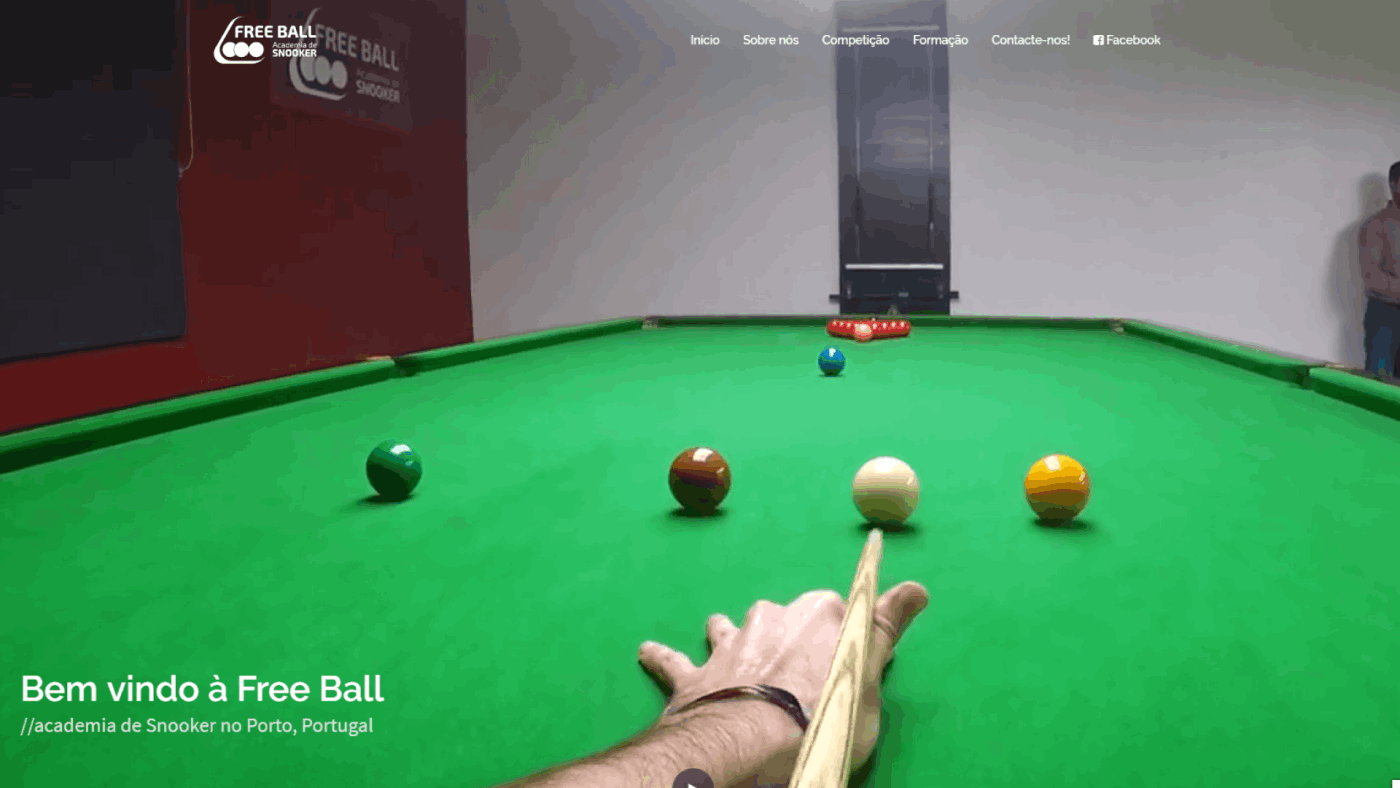 FREE BALL
Academia de
SNOOKER
Início Sobre nós Competição Formação Contacte-nos! Facebook
FREE BALL
Academia de
SNOOKER
Bem vindo à Free Ball
//academia de Snooker no Porto, Portugal